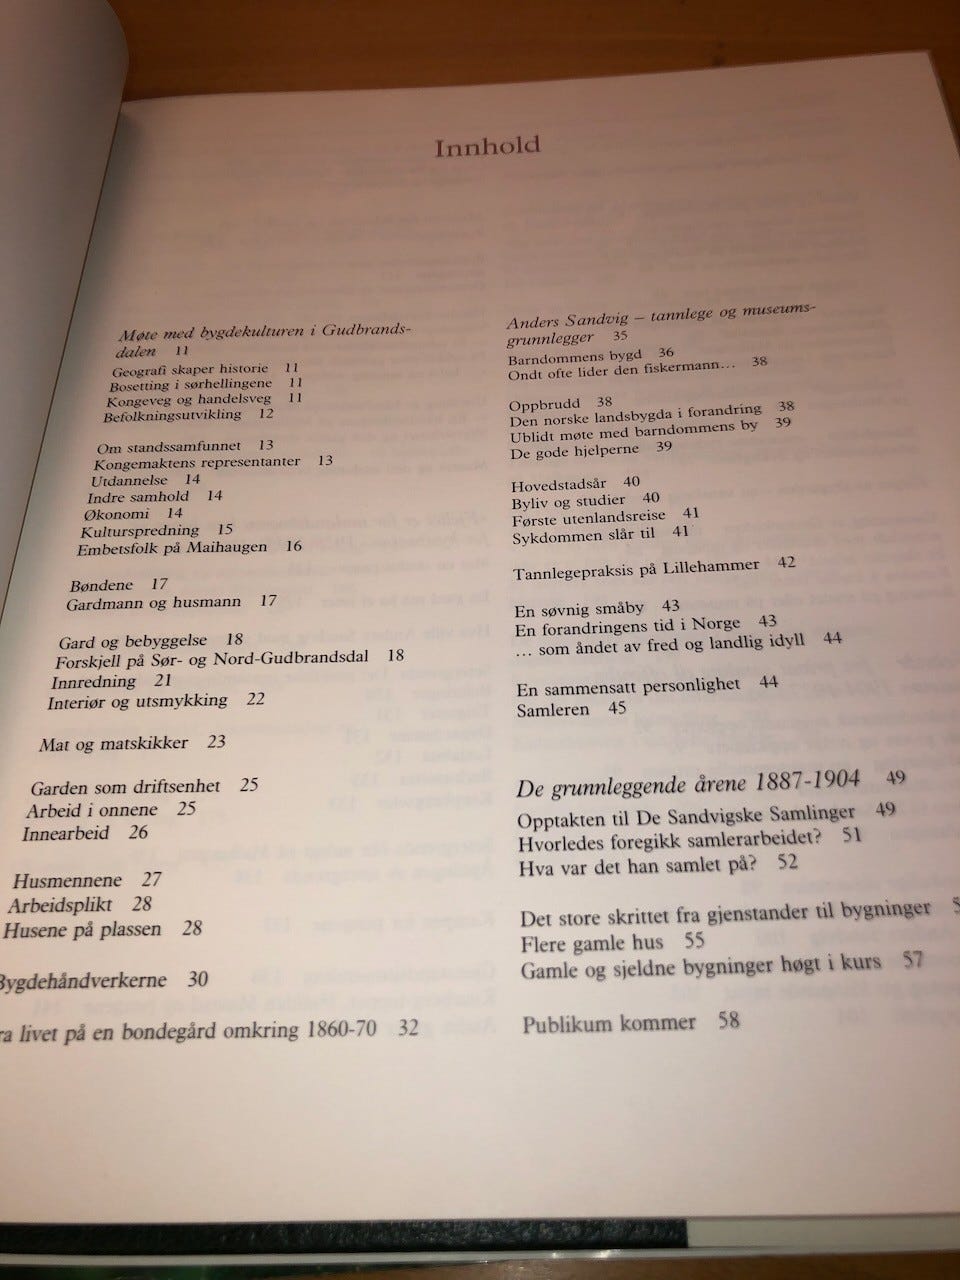 Innhold
Møte med bygdekulturen i Gudbrands-
dalen 11
Geografi skaper historie 11
Bosetting i sørhellingene 11
Kongeveg og handelsveg 11
Befolkningsutvikling 12
Om standssamfunnet 13
Kongemaktens representanter 13
Utdannelse 14
Indre samhold 14
Økonomi 14
Kulturspredning 15
Embetsfolk på Maihaugen 16
Bøndene 17
Gardmann og husmann 17
Gard og bebyggelse 18
Forskjell på Sør- og Nord-Gudbrandsdal 18
Innredning 21
Interiør og utsmykking 22
Mat og matskikker 23
Garden som driftsenhet 25
Arbeid i onnene 25
Innearbeid 26
Husmennene 27
Arbeidsplikt 28
Husene på plassen 28
Bygdehåndverkerne 30
ra livet på en bondegård omkring 1860-70 32
Anders Sandvig – tannlege og museums-
grunnlegger 35
Barndommens bygd 36
Ondt ofte lider den fiskermann... 38
Oppbrudd 38
Den norske landsbygda i forandring 38
Ublidt møte med barndommens by 39
De gode hjelperne 39
Hovedstadsår 40
Byliv og studier 40
Første utenlandsreise 41
Sykdommen slår til 41
Tannlegepraksis på Lillehammer 42
En søvnig småby 43
En forandringens tid i Norge 43
... som åndet av fred og landlig idyll 44
En sammensatt personlighet 44
Samleren 45
De grunnleggende årene 1887-1904 49
Opptakten til De Sandvigske Samlinger 49
Hvorledes foregikk samlerarbeidet? 51
Hva var det han samlet på? 52
Det store skrittet fra gjenstander til bygninger
Flere gamle hus 55
Gamle og sjeldne bygninger høgt i kurs 57
Publikum kommer 58